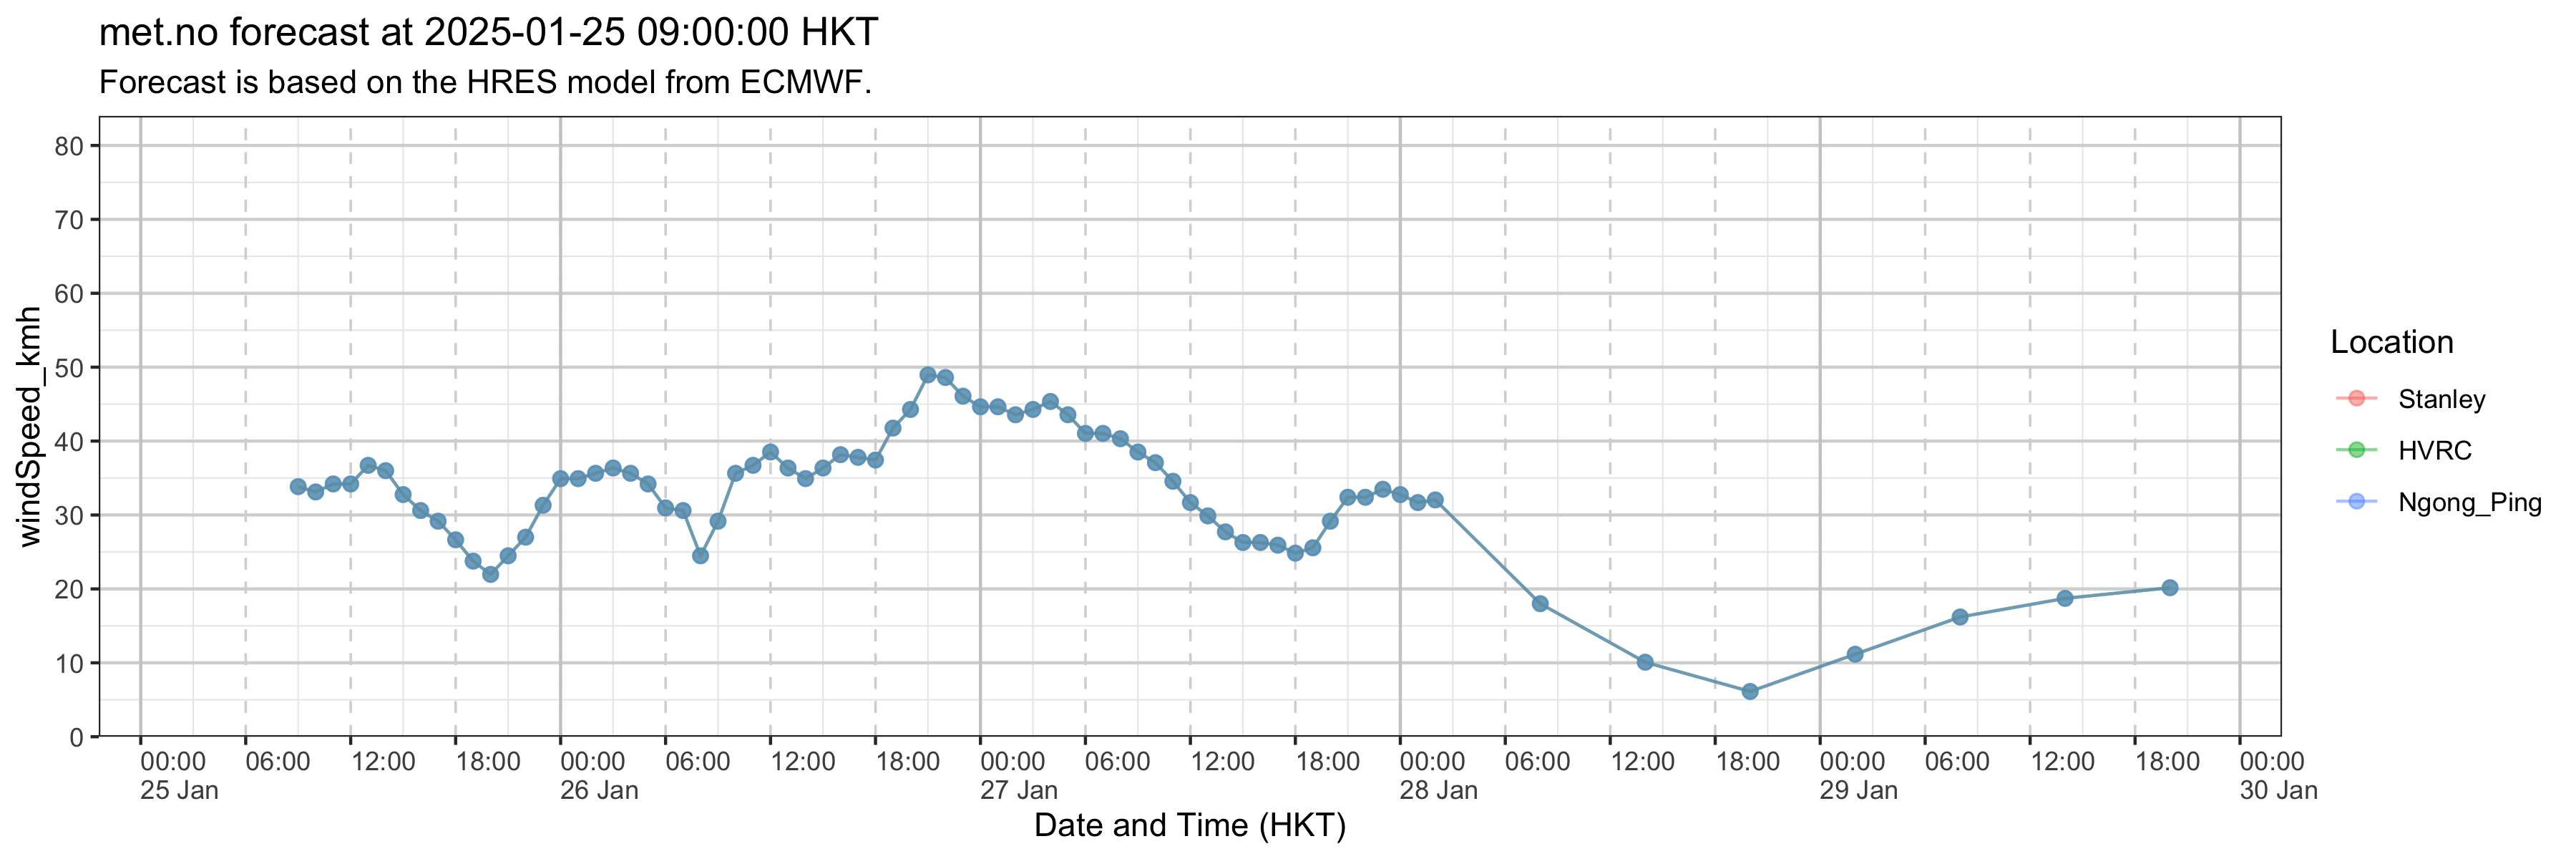 met.no forecast at 2025-01-25 09:00:00 HKT
Forecast is based on the HRES model from ECMWF.
windSpeed_kmh
80
70
60
50
40
30
20
10
0
00:00 06:00 12:00 18:00 00:00 06:00 12:00 18:00 00:00 06:00 12:00 18:00 00:00 06:00 12:00 18:00 00:00 06:00 12:00 18:00 00:00
25 Jan 26 Jan 27 Jan 28 Jan 29 Jan 30 Jan
Date and Time (HKT)
Location
Stanley
HVRC
Ngong_Ping